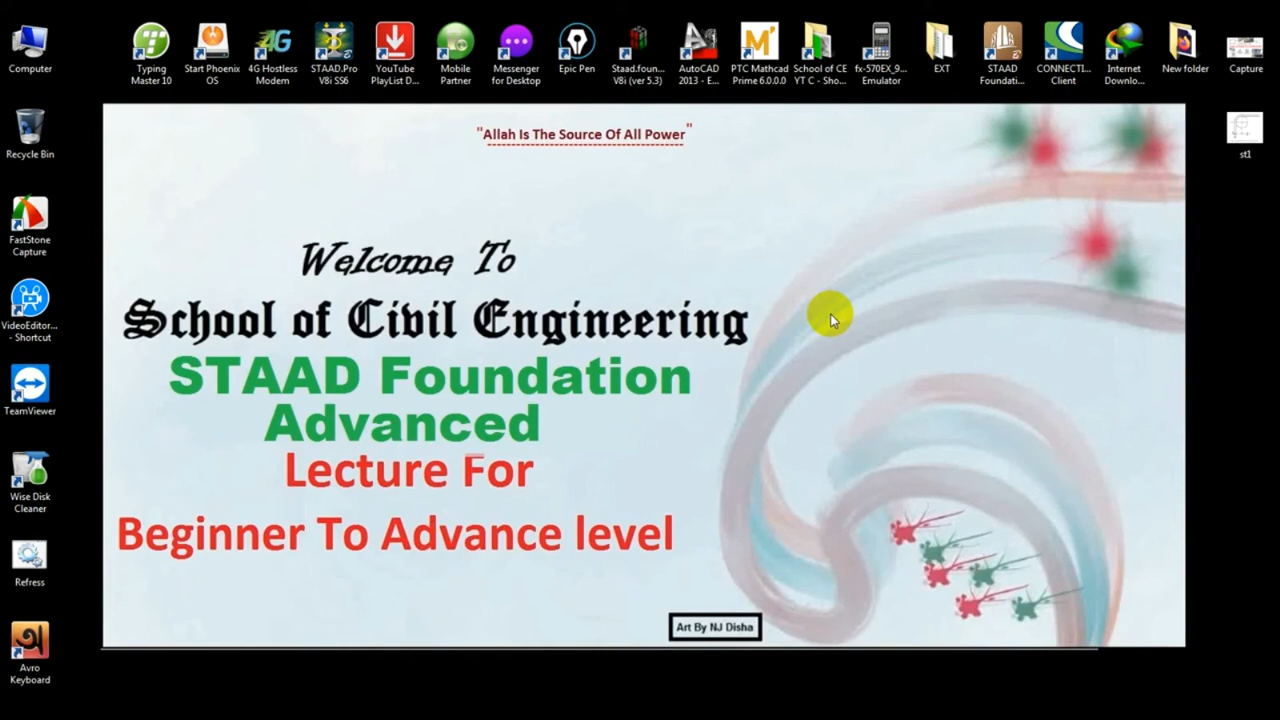 Computer
Typing
Master 10
Start Phoenix
OS
4G Hostless
Modem
STAAD.Pro
V8i SS6
YouTube
PlayList D...
Mobile
Partner
Messenger
for Desktop
Epic Pen
Staad.foun...
V8i (ver 5.3)
AutoCAD
2013 - E...
PTC Mathcad
Prime 6.0.0.0
School of CE
YT C - Sho...
fx-570EX_9...
Emulator
EXT
STAAD
Foundati...
CONNECTI...
Client
Internet
Downlo...
New folder
Capture
Recycle Bin
st1
FastStone
Capture
VideoEditor...
- Shortcut
TeamViewer
Wise Disk
Cleaner
Refress
Avro
Keyboard
"Allah Is The Source Of All Power"
Welcome To
School of Civil Engineering
STAAD Foundation
Advanced
Lecture For
Beginner To Advance level
Art By NJ Disha